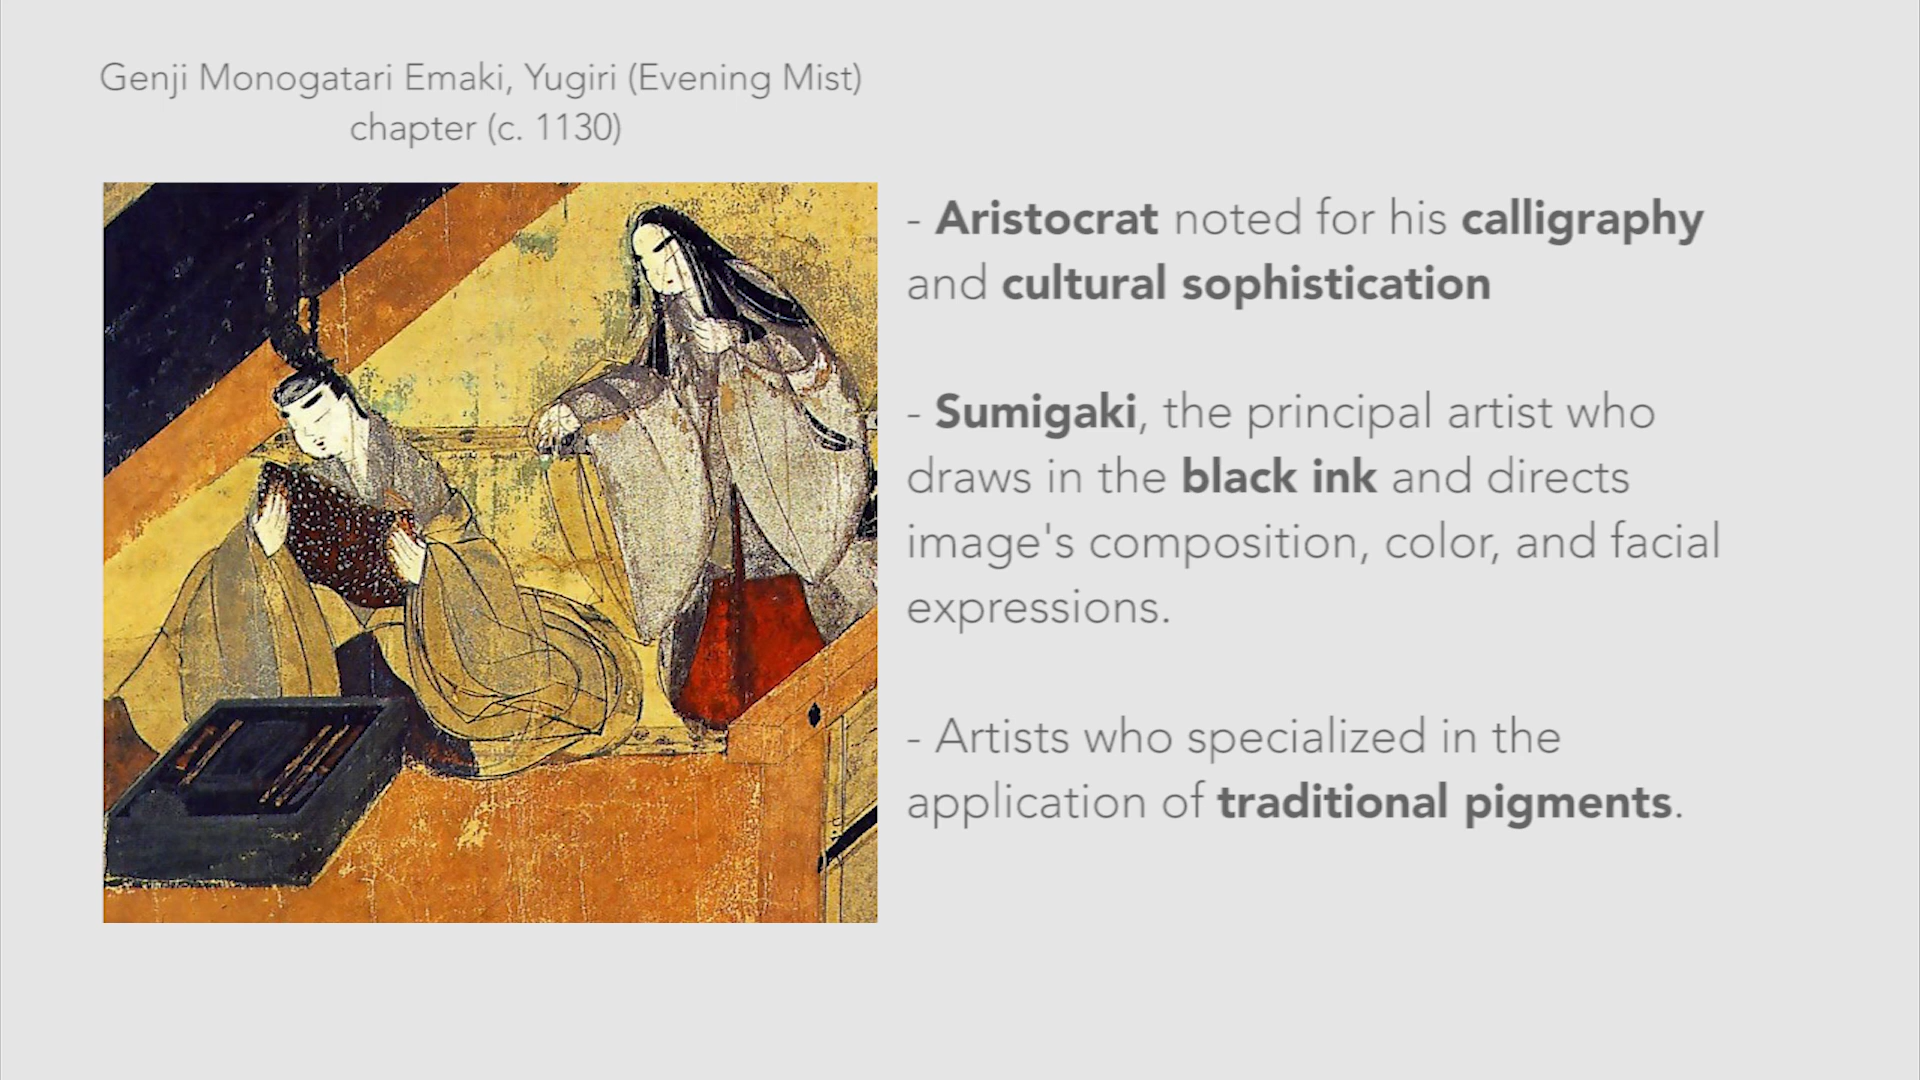 Genji Monogatari Emaki, Yugiri (Evening Mist)
chapter (c. 1130)
- Aristocrat noted for his calligraphy
and cultural sophistication
- Sumigaki, the principal artist who
draws in the black ink and directs
image's composition, color, and facial
expressions.
- Artists who specialized in the
application of traditional pigments.